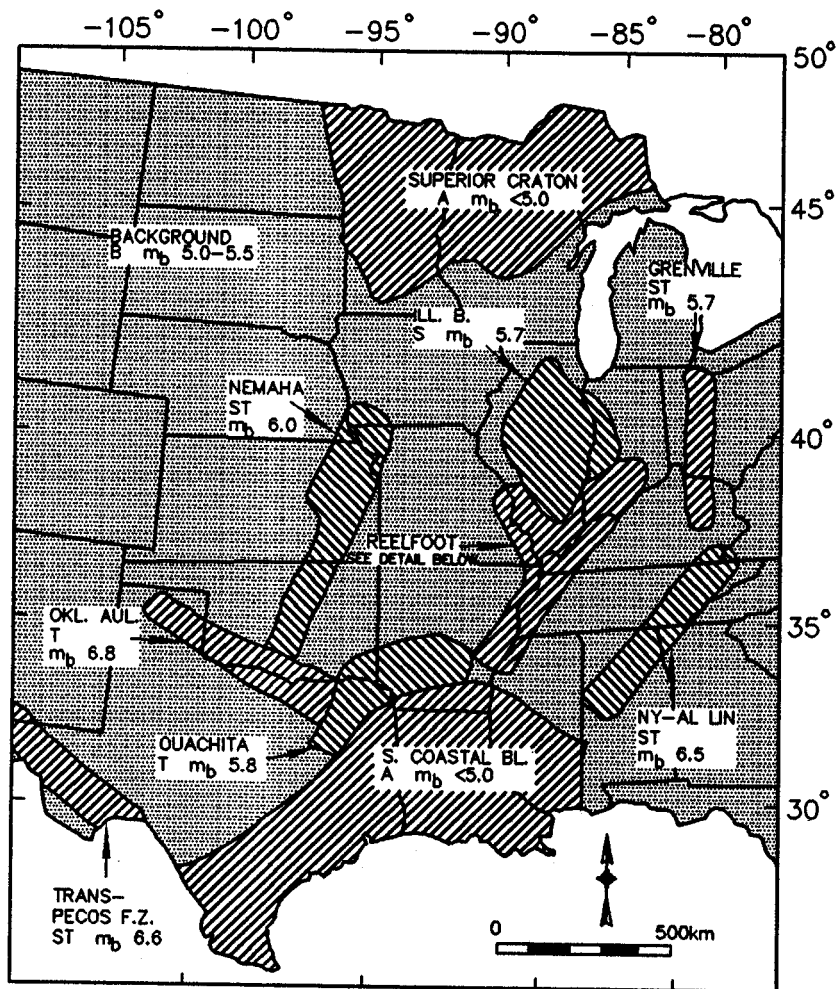 -105° -100° -95° -90° -85° -80°
50°
SUPERIOR CRATON
A mb <5.0
45°
BACKGROUND
B mb 5.0-5.5
GRENVILLE
ST
mb 5.7
ILL. B.
S mb 5.7
NEMAHA
ST
mb 6.0
40°
REELFOOT
(SEE DETAIL BELOW)
OKL. AUL.
T
mb 6.8
35°
NY-AL LIN
ST
mb 6.5
OUACHITA
T mb 5.8
S. COASTAL BL.
A mb <5.0
30°
TRANS-
PECOS F.Z.
ST mb 6.6
0 500km